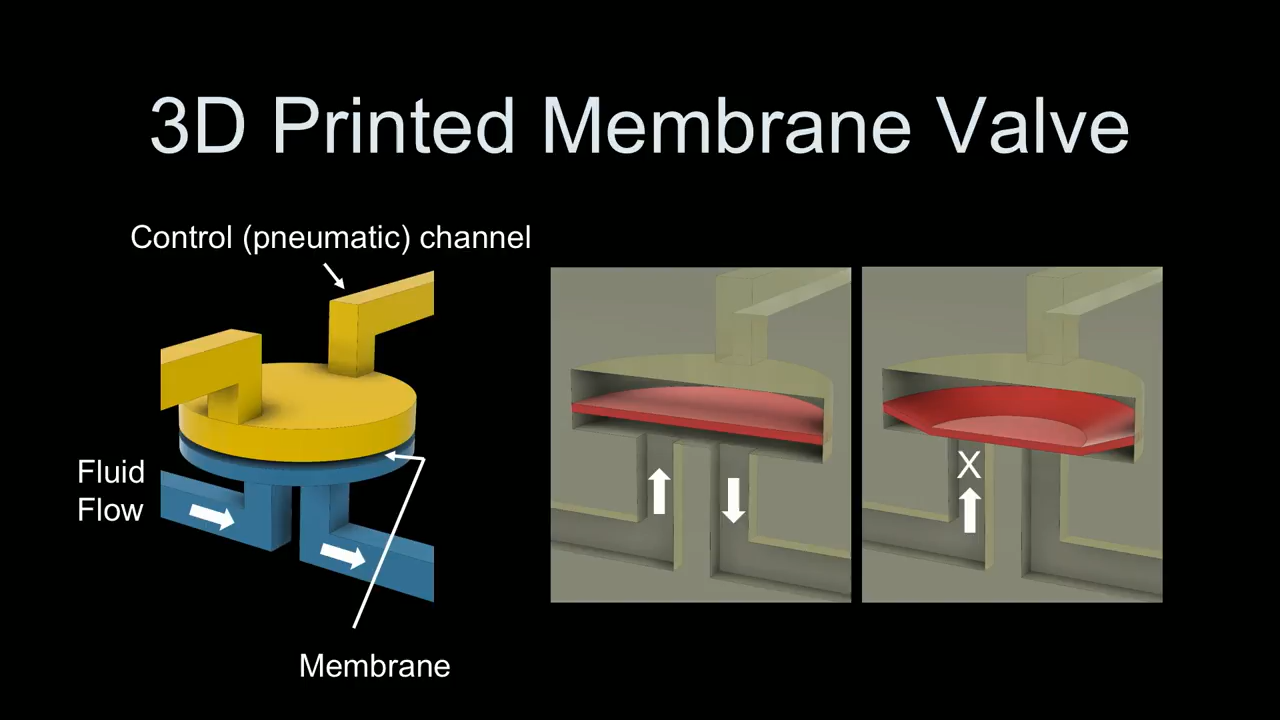 3D Printed Membrane Valve
Control (pneumatic) channel
Fluid
Flow
X
Membrane